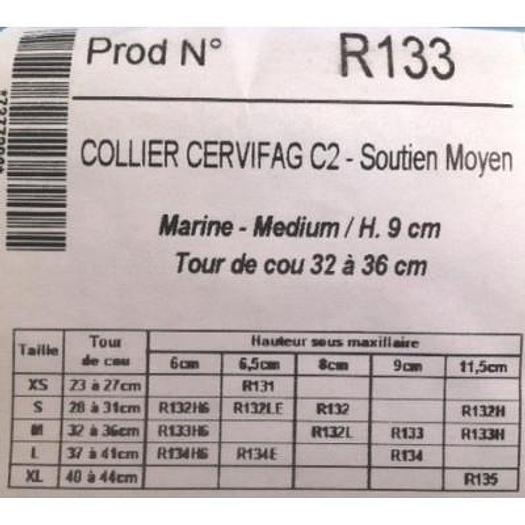 Prod N° R133
COLLIER CERVIFAG C2 - Soutien Moyen
Marine - Medium / H. 9 cm
Tour de cou 32 à 36 cm
Taille Tour de cou Hauteur sous maxillaire
6cm 6,5cm 8cm 9cm 11,5cm
XS 23 à 27cm R131
S 28 à 31cm R132H6 R132LE R132 R132H
M 32 à 36cm R133H6 R132L R133 R133H
L 37 à 41cm R134H6 R134E R134
XL 40 à 44cm R135